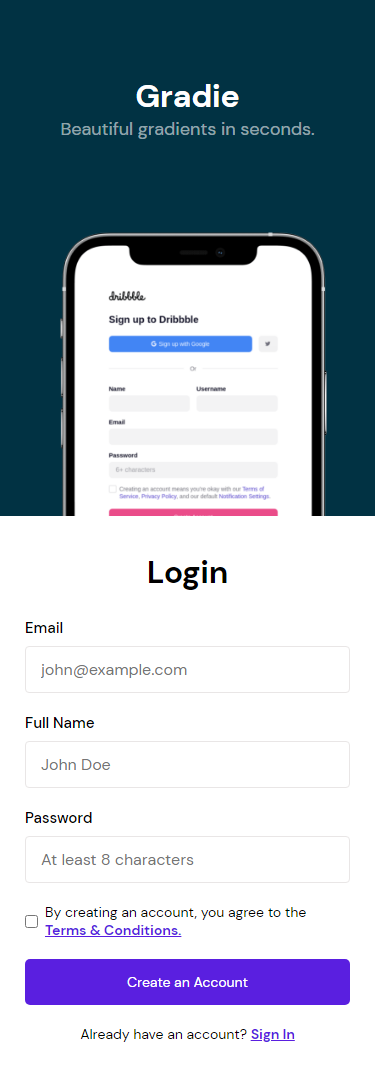 Gradie
Beautiful gradients in seconds.
dribbble
Sign up to Dribbble
G Sign up with Google
Or
Name Username
Email
Password
6+ characters
Creating an account means you're okay with our Terms of
Service, Privacy Policy, and our default Notification Settings.
Login
Email
john@example.com
Full Name
John Doe
Password
At least 8 characters
By creating an account, you agree to the
Terms & Conditions.
Create an Account
Already have an account? Sign In